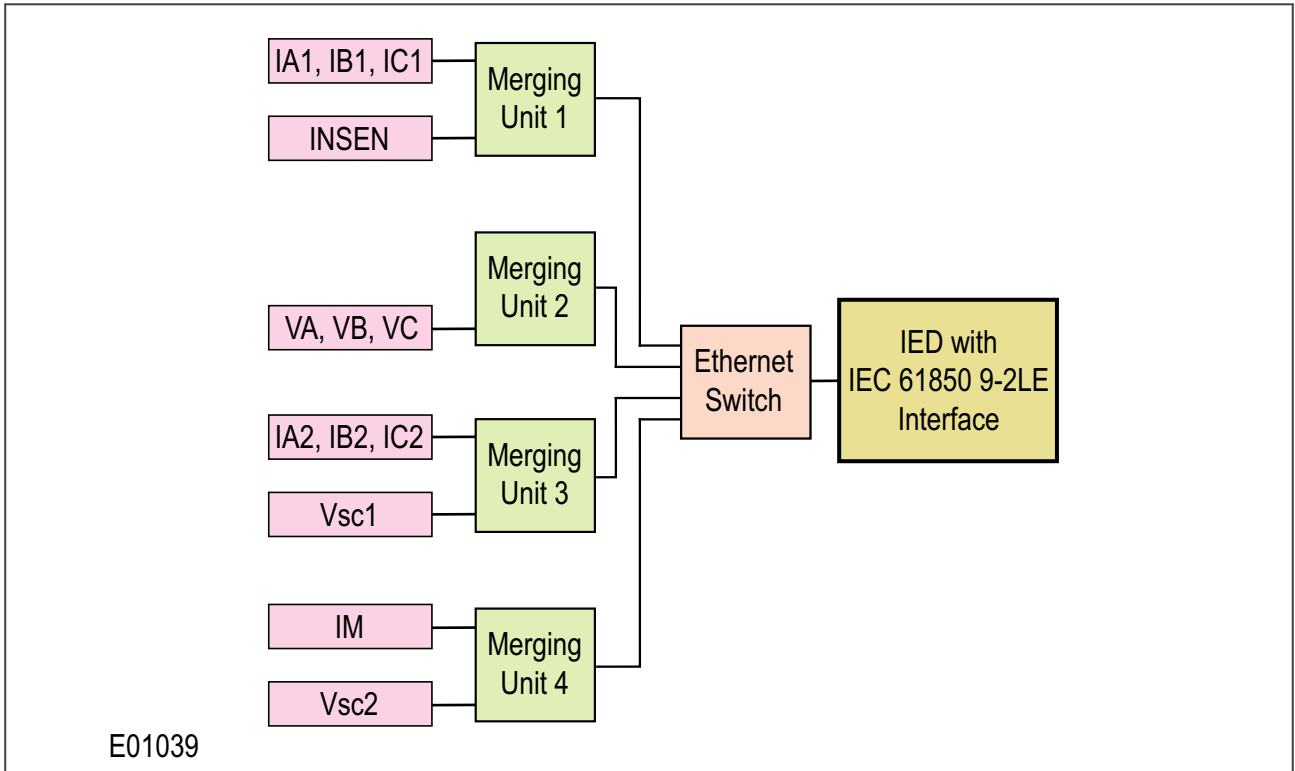 IA1, IB1, IC1
INSEN
Merging
Unit 1
VA, VB, VC
Merging
Unit 2
IA2, IB2, IC2
Vsc1
Merging
Unit 3
IM
Vsc2
Merging
Unit 4
Ethernet
Switch
IED with
IEC 61850 9-2LE
Interface
E01039